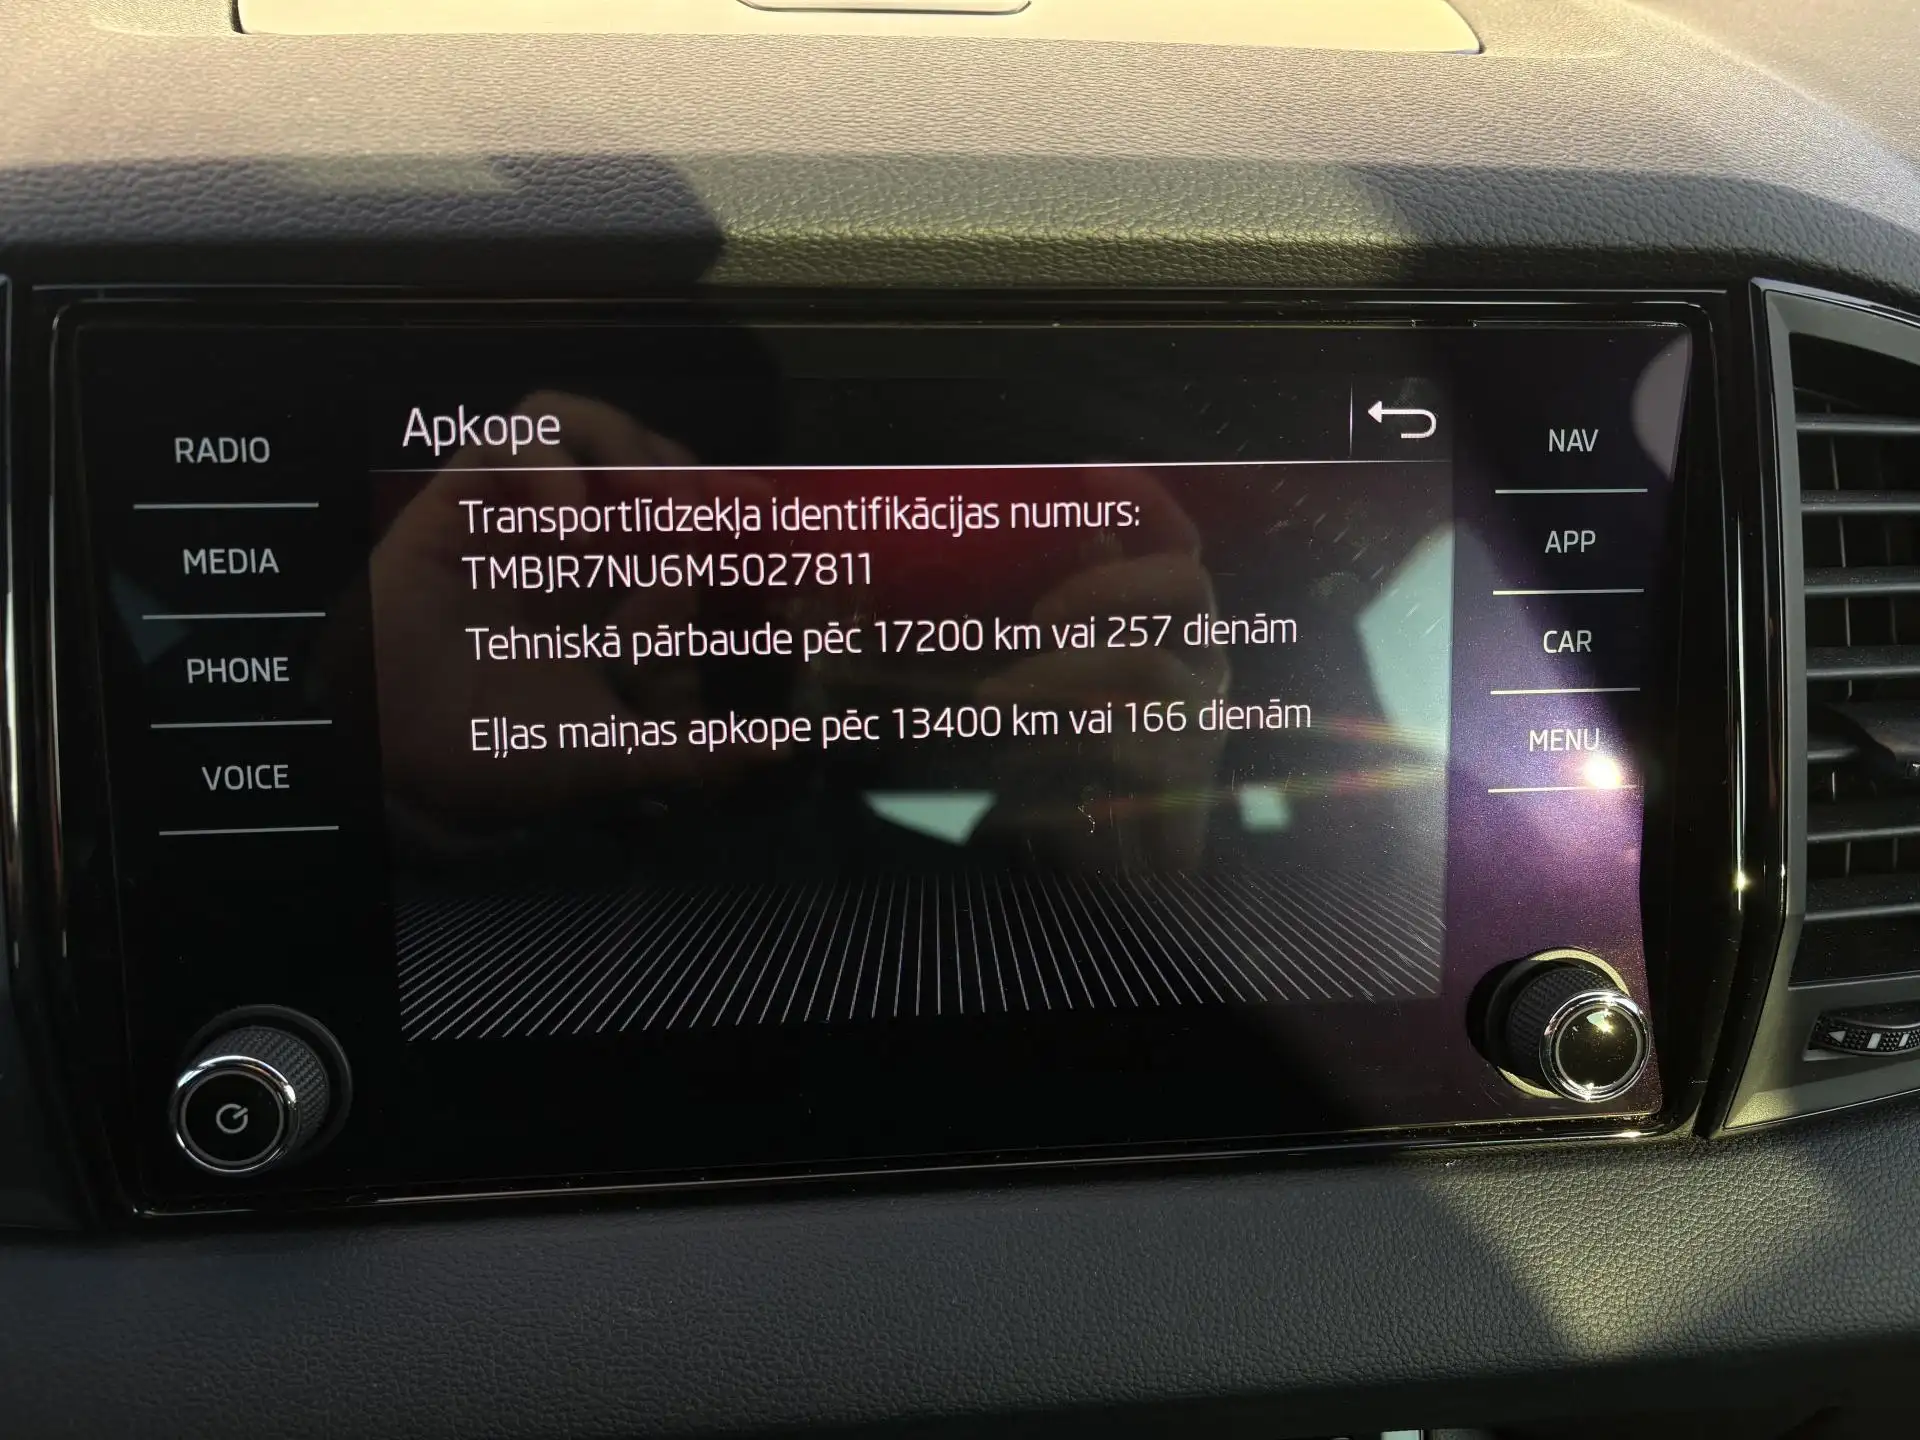 Apkope
RADIO
MEDIA
PHONE
VOICE
Transportlīdzekļa identifikācijas numurs:
TMBJR7NU6M5027811
Tehniskā pārbaude pēc 17200 km vai 257 dienām
Eļļas maiņas apkope pēc 13400 km vai 166 dienām
NAV
APP
CAR
MENU